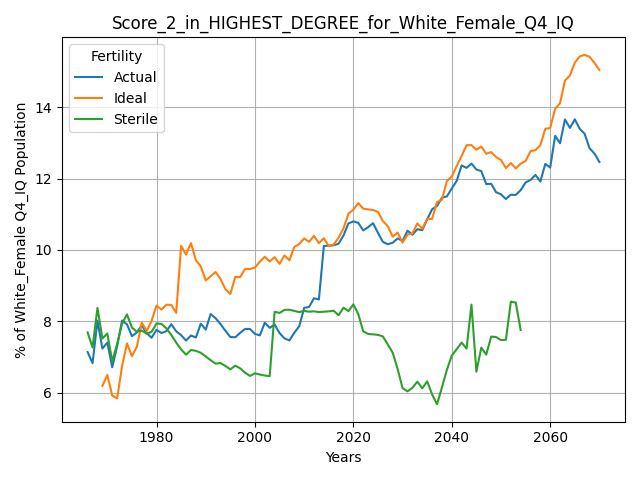 Score_2_in_HIGHEST_DEGREE_for_White_Female_Q4_IQ
Fertility
Actual
Ideal
Sterile
% of White_Female Q4_IQ Population
14
12
10
8
6
1980
2000
2020
2040
2060
Years